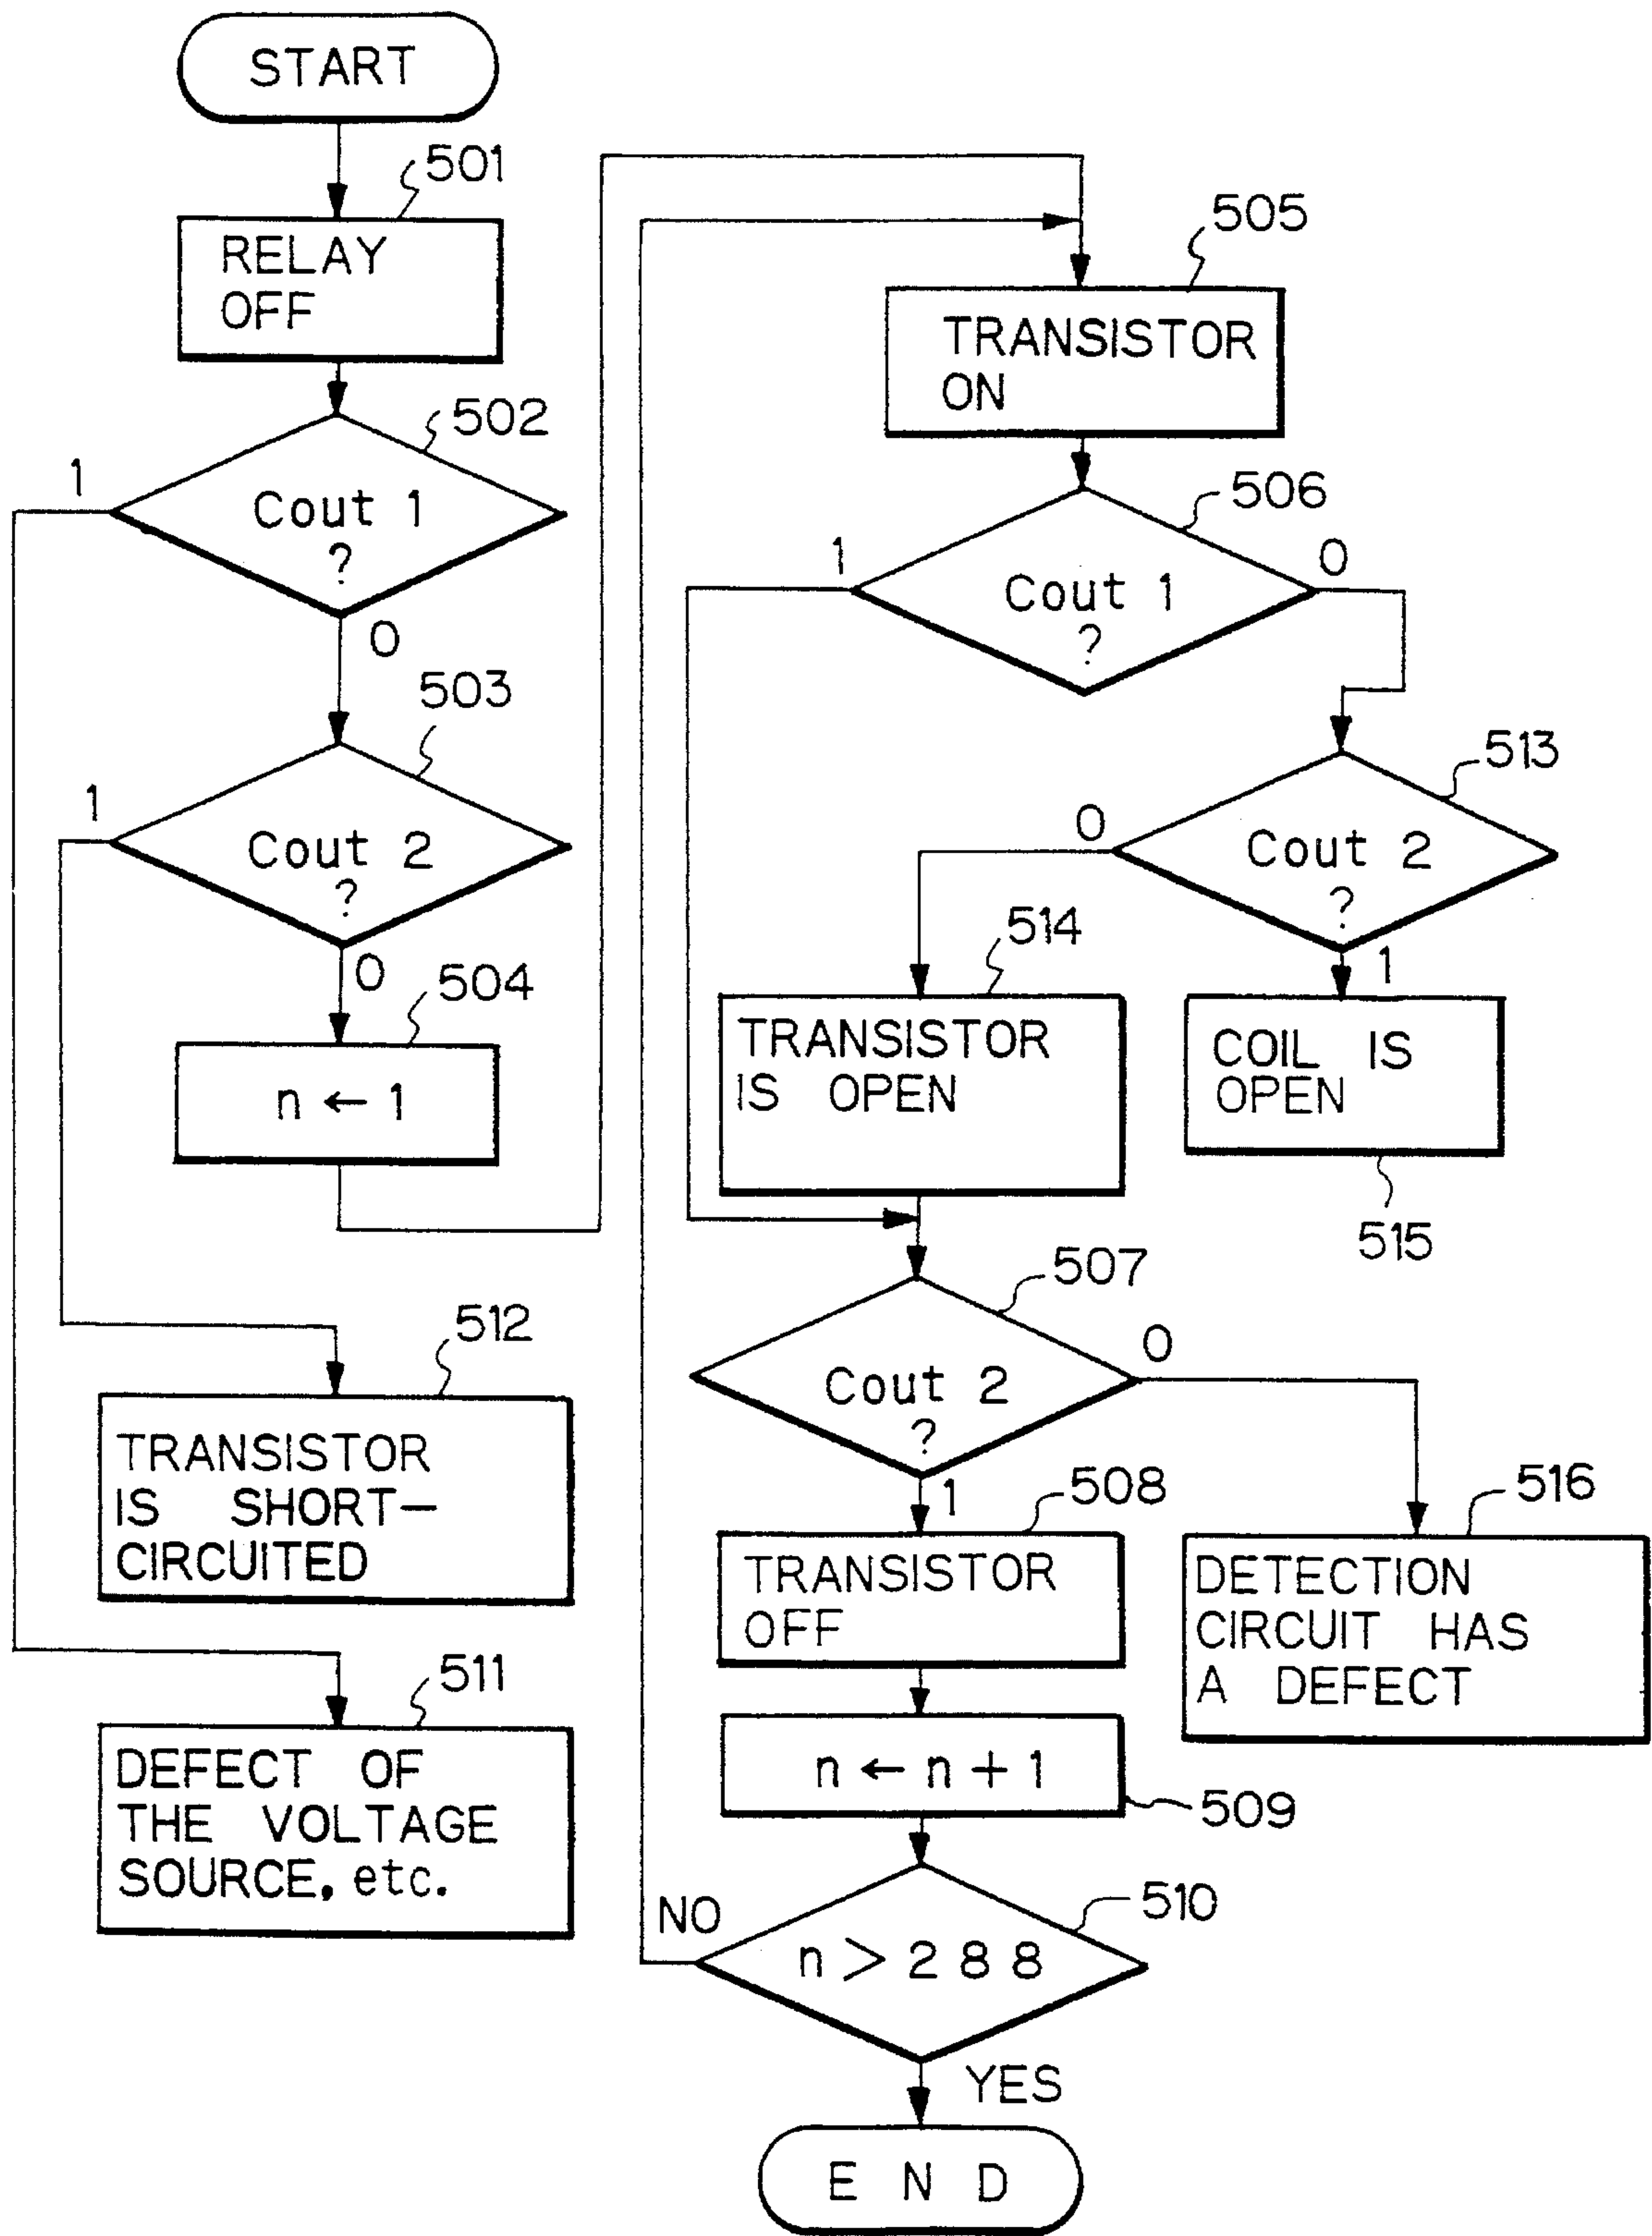 START
501
RELAY
OFF
502
1
Cout 1
?
0
503
1
Cout 2
?
0
504
n ← 1
512
TRANSISTOR
IS SHORT-
CIRCUITED
511
DEFECT OF
THE VOLTAGE
SOURCE, etc.
505
TRANSISTOR
ON
506
1
0
Cout 1
?
513
0
Cout 2
?
1
514
TRANSISTOR
IS OPEN
COIL IS
OPEN
515
507
0
Cout 2
?
1
508
TRANSISTOR
OFF
516
DETECTION
CIRCUIT HAS
A DEFECT
n ← n + 1
509
510
NO
n > 288
YES
END